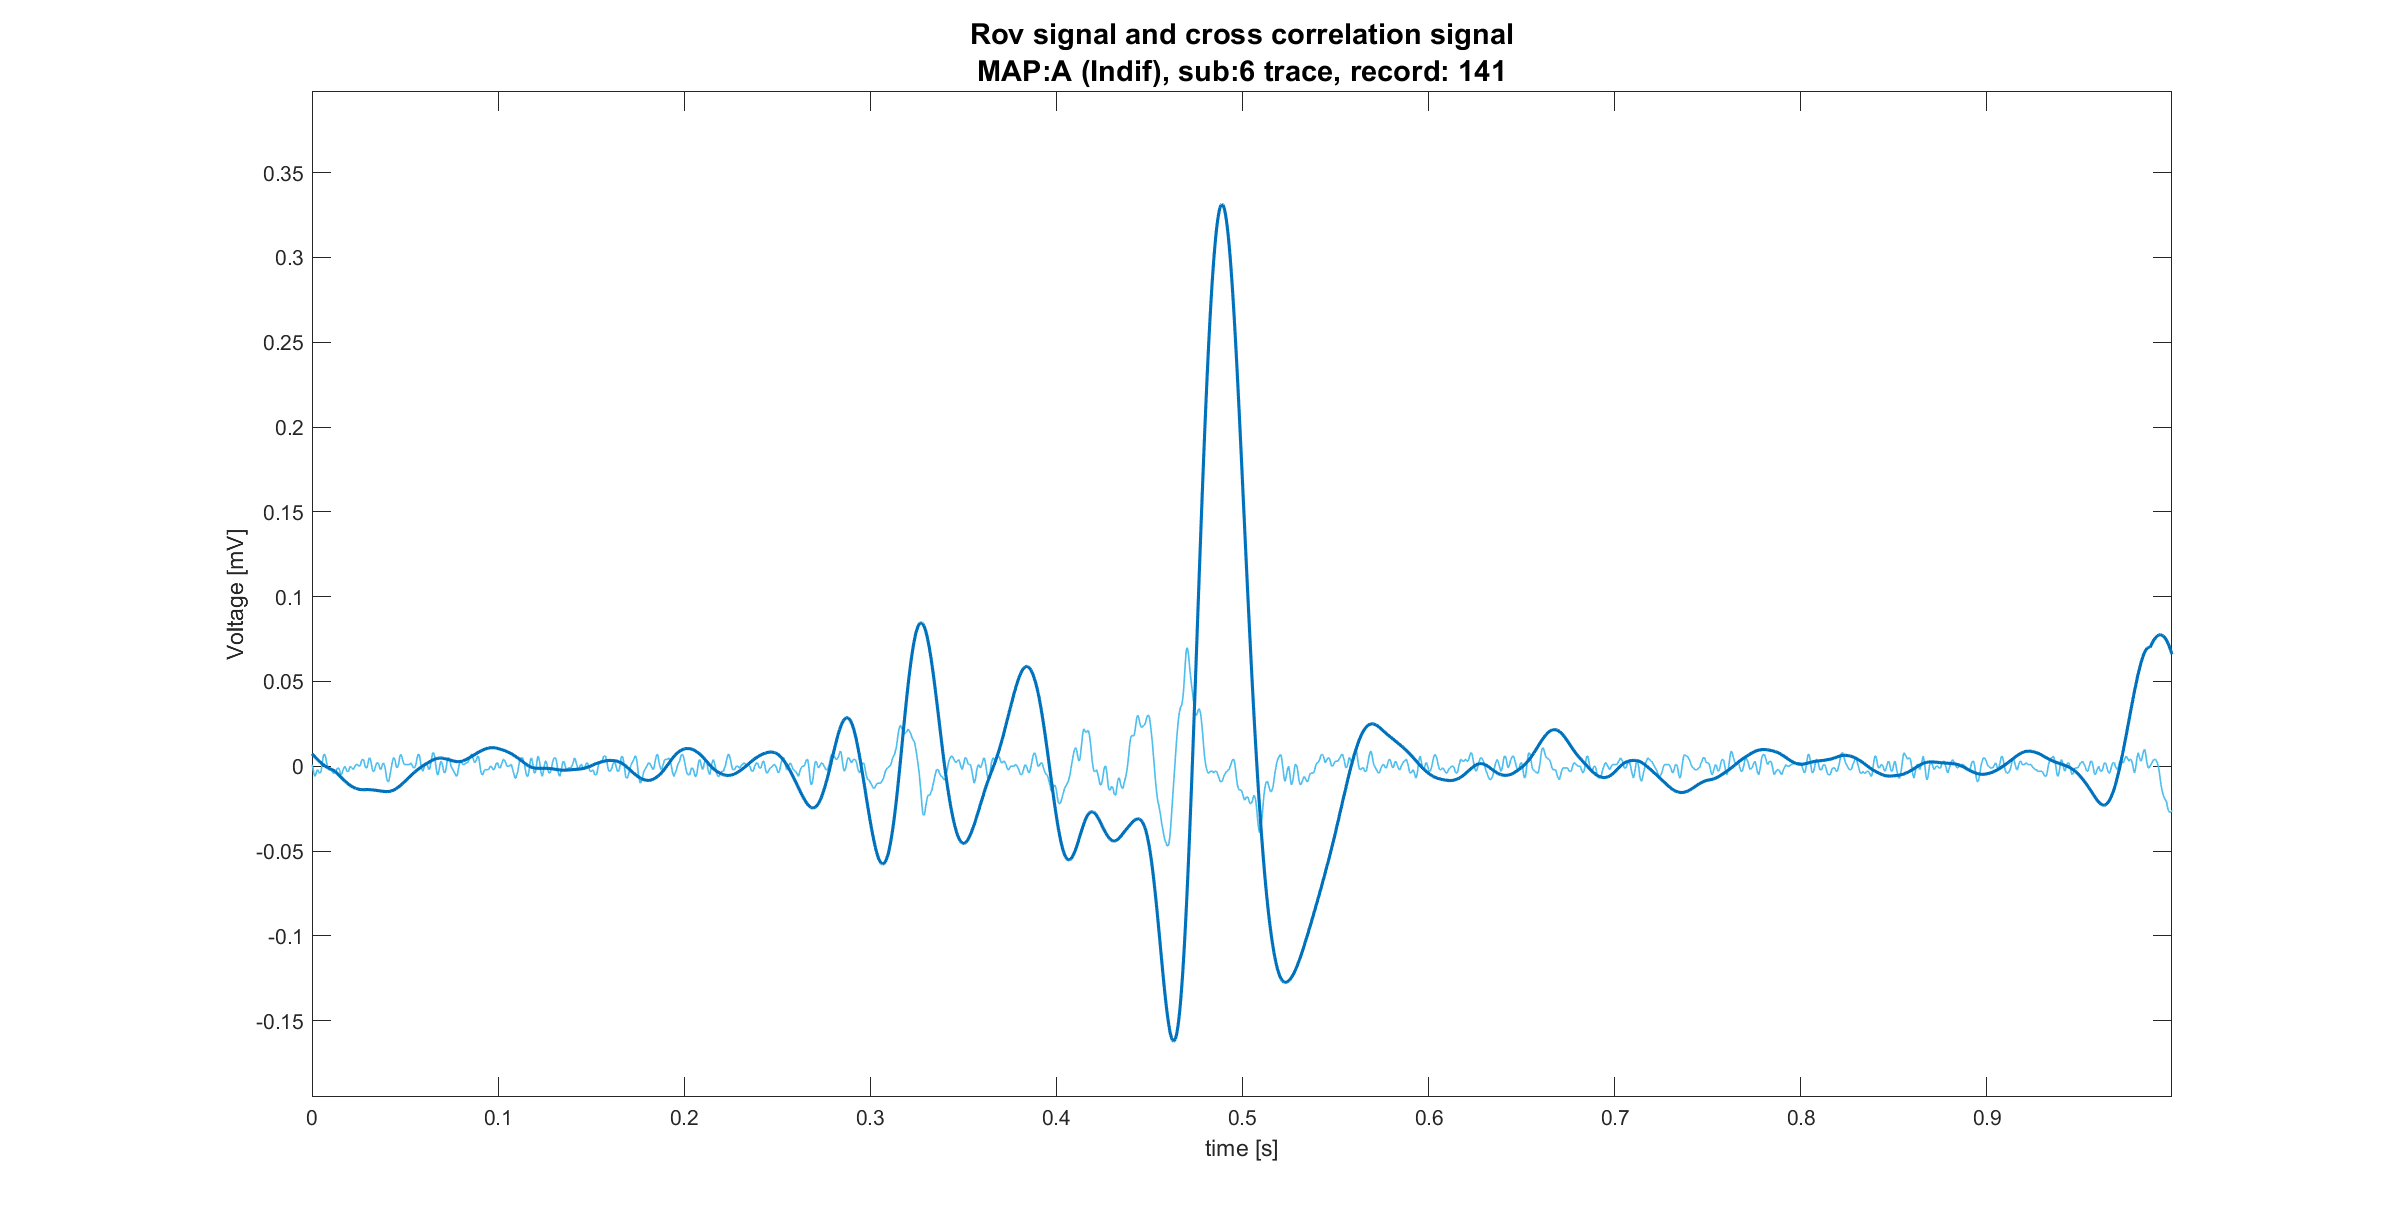 Rov signal and cross correlation signal
MAP:A (Indif), sub:6 trace, record: 141
0.35
0.3
0.25
0.2
0.15
0.1
0.05
0
-0.05
-0.1
-0.15
Voltage [mV]
0 0.1 0.2 0.3 0.4 0.5 0.6 0.7 0.8 0.9
time [s]